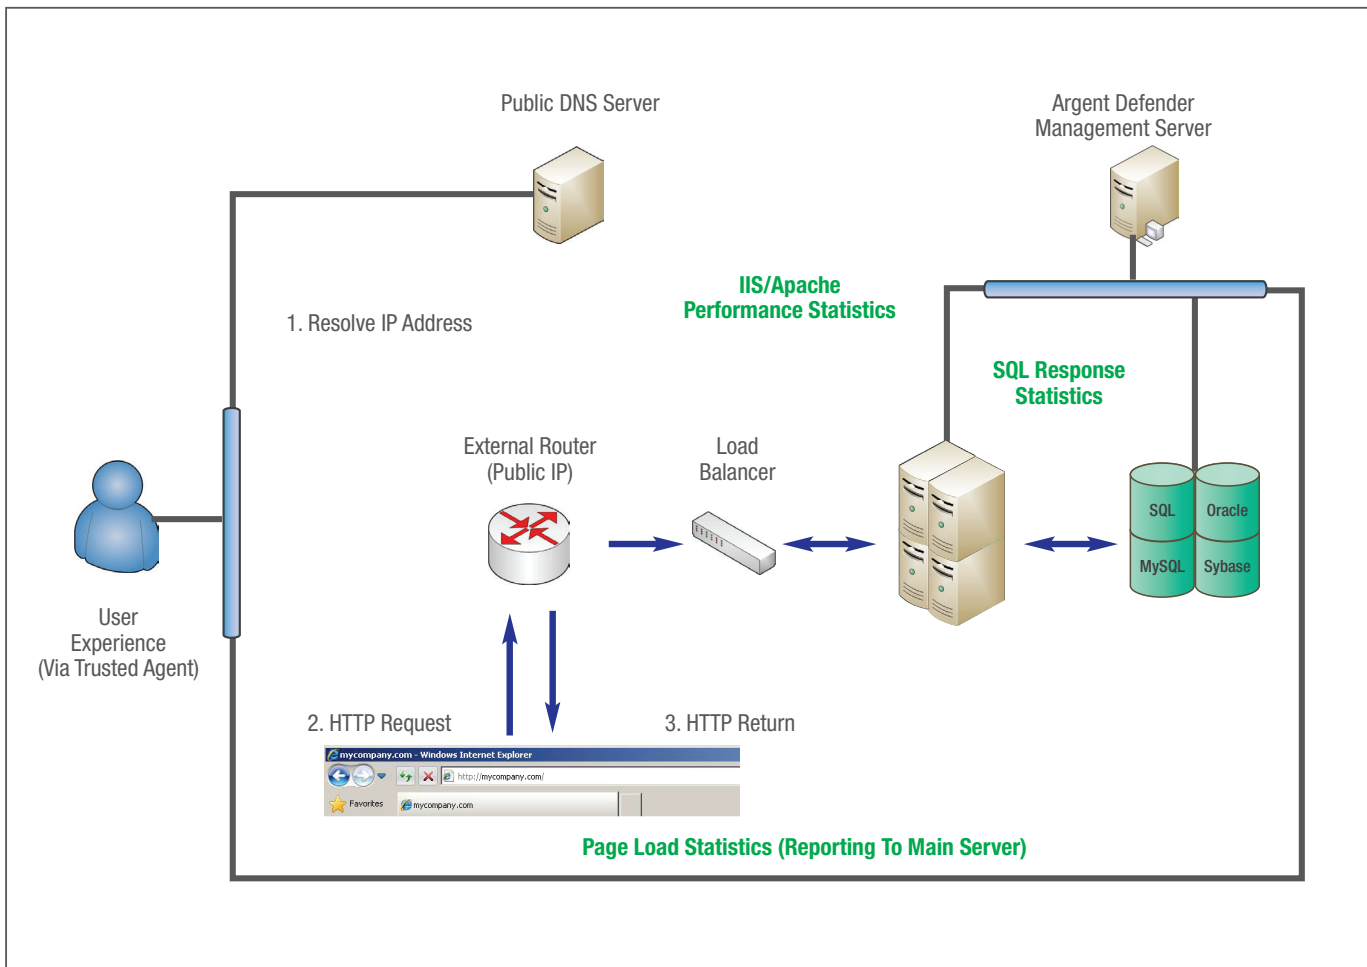 Public DNS Server
Argent Defender
Management Server
IIS/Apache
Performance Statistics
1. Resolve IP Address
SQL Response
Statistics
External Router
(Public IP)
Load
Balancer
SQL
Oracle
MySQL
Sybase
User
Experience
(Via Trusted Agent)
2. HTTP Request
3. HTTP Return
mycompany.com - Windows Internet Explorer
http://mycompany.com/
Favorites
mycompany.com
Page Load Statistics (Reporting To Main Server)